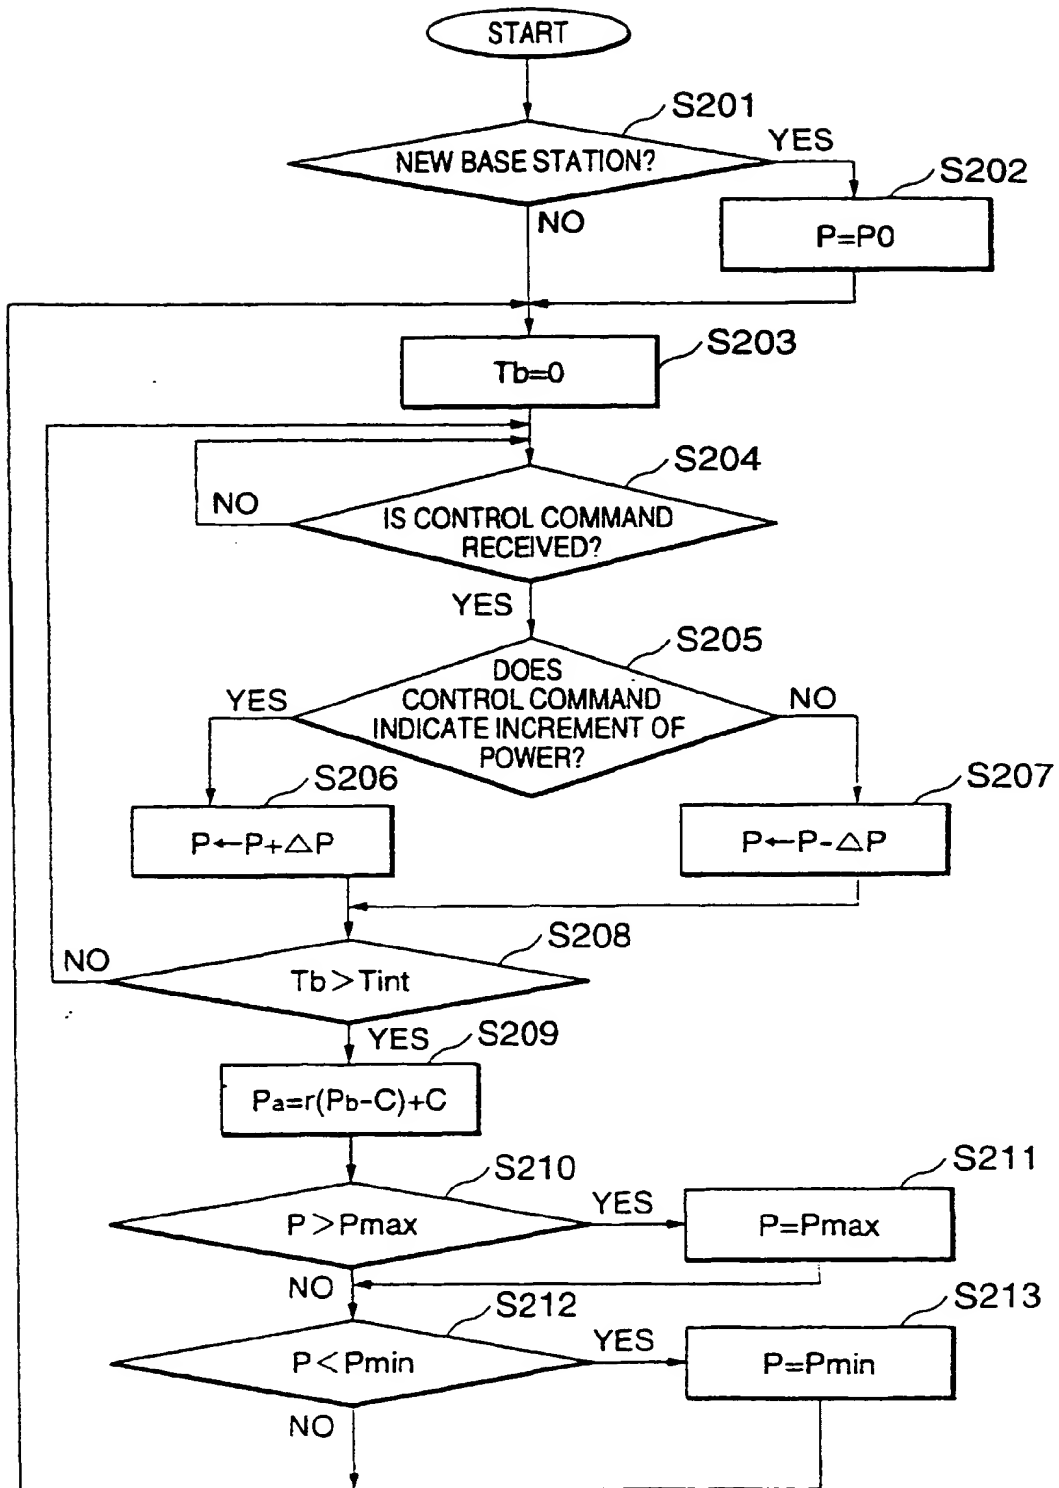 START
S201
NEW BASE STATION?
YES
S202
P=P0
NO
S203
Tb=0
S204
NO
IS CONTROL COMMAND
RECEIVED?
YES
S205
DOES
CONTROL COMMAND
INDICATE INCREMENT OF
POWER?
YES
NO
S206
P←P+△P
S207
P←P-△P
S208
NO
Tb>Tint
YES
S209
Pa=r(Pb-C)+C
S210
P>Pmax
YES
S211
P=Pmax
NO
S212
P<Pmin
YES
S213
P=Pmin
NO